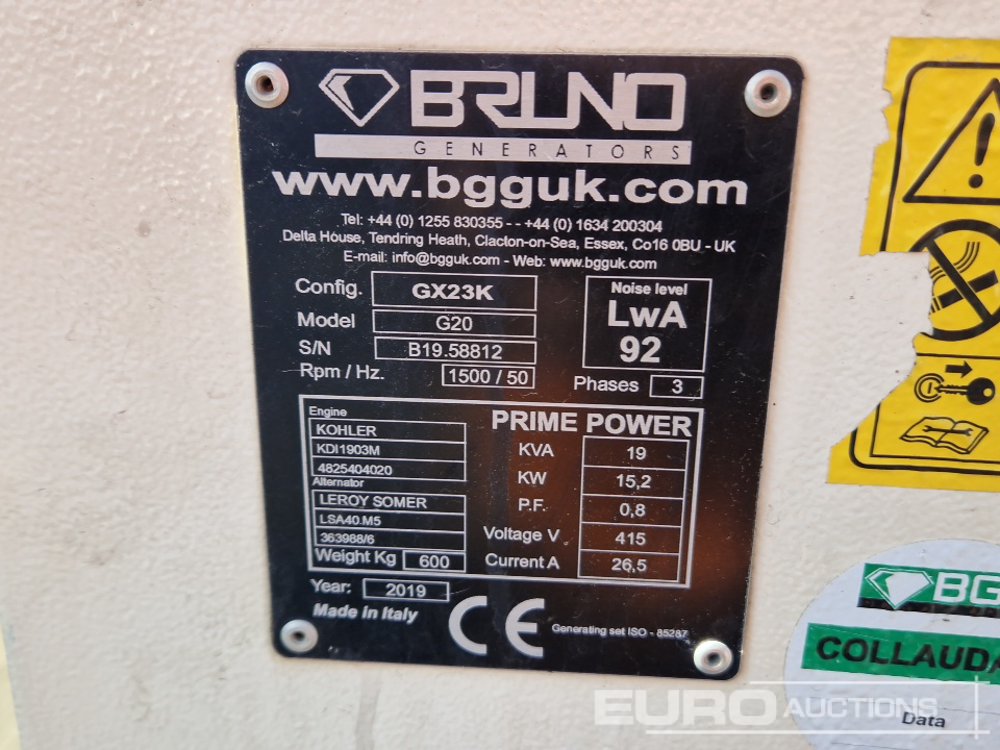 BRUNO
GENERATORS
www.bgguk.com
Tel: +44 (0) 1255 830355 - - +44 (0) 1634 200304
Delta House, Tendring Heath, Clacton-on-Sea, Essex, Co16 0BU - UK
E-mail: info@bgguk.com - Web: www.bgguk.com
Config. GX23K
Model G20
S/N B19.58812
Rpm / Hz. 1500 / 50
Noise level
LwA
92
Phases 3
Engine
KOHLER
KDI1903M
4825404020
Alternator
LEROY SOMER
LSA40.M5
363988/6
Weight Kg 600
PRIME POWER
KVA 19
KW 15,2
P.F. 0,8
Voltage V 415
Current A 26,5
Year: 2019
Made in Italy
CE
Generating set ISO - 85287
BG
COLLAUDA
Data
EURO AUCTIONS